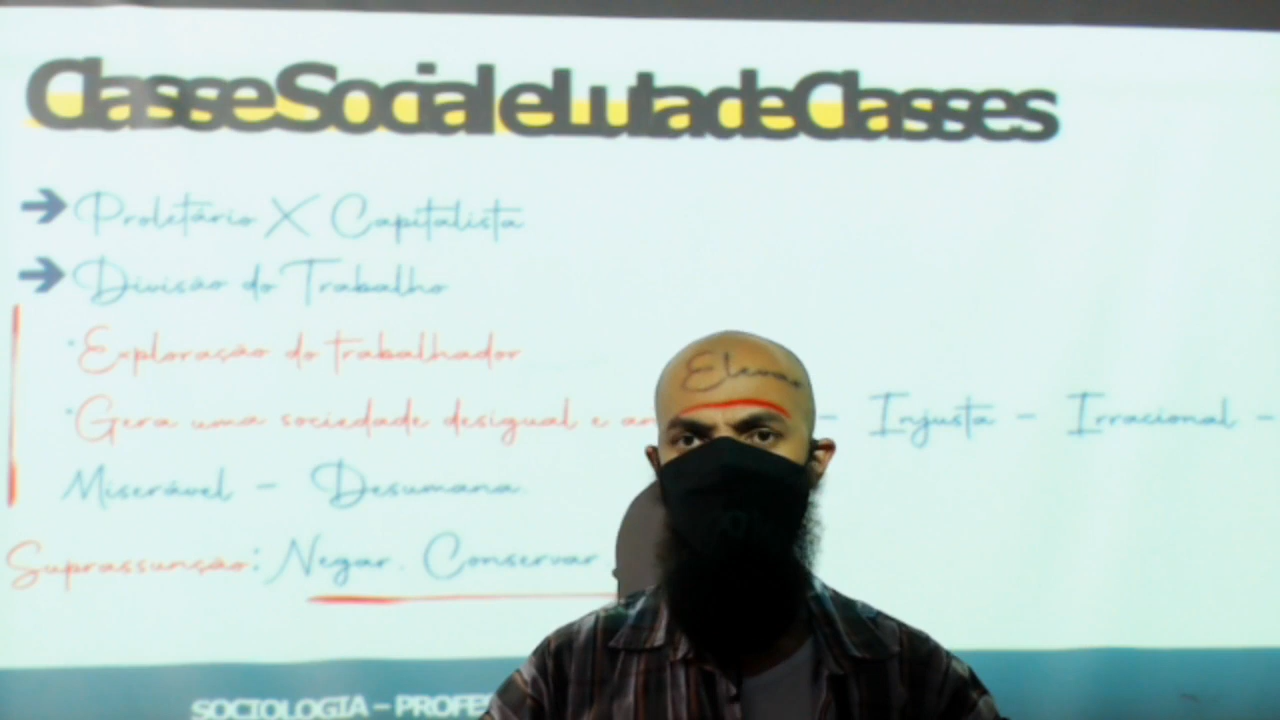 Classe Social e Luta de Classes
Proletário X Capitalista
Divisão do Trabalho
Exploração do trabalhador
Gera uma sociedade desigual e - Injusta - Irracional -
Miserável - Desumana.
Suprassunção: Negar. Conservar
Elevar
SOCIOLOGIA - PROFES